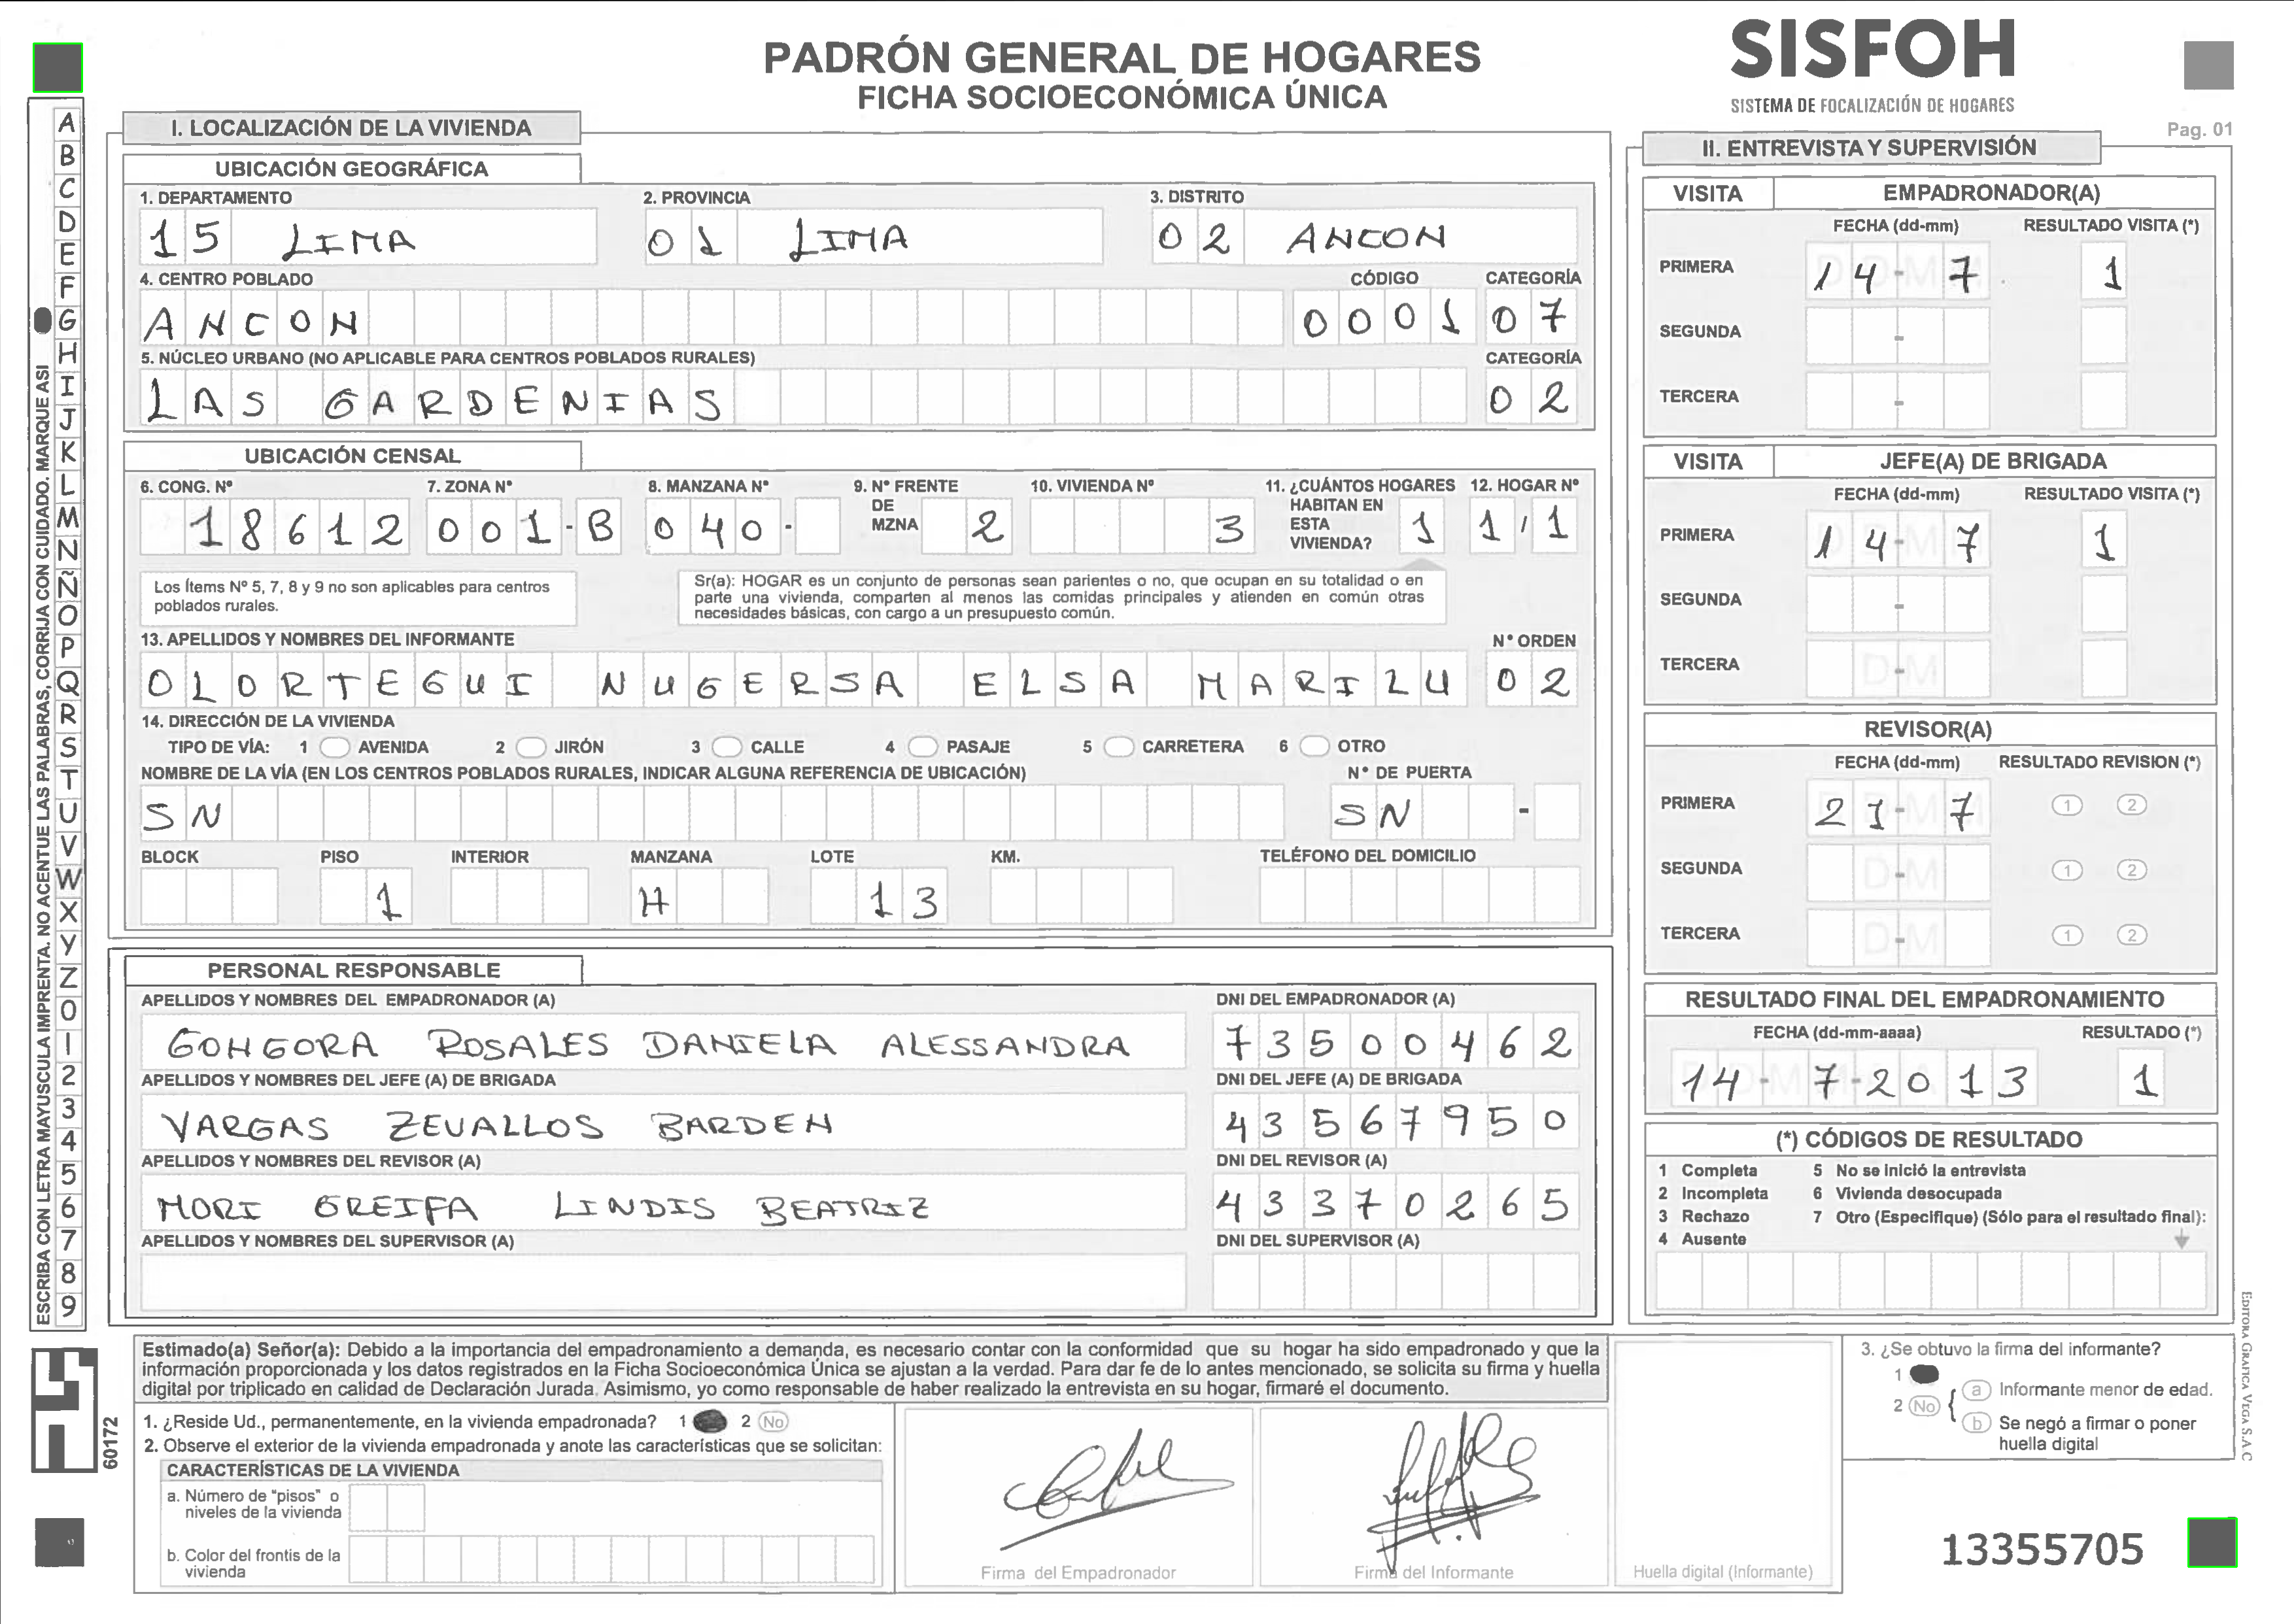 PADRÓN GENERAL DE HOGARES
FICHA SOCIOECONÓMICA ÚNICA
SISFOH
SISTEMA DE FOCALIZACIÓN DE HOGARES
Pag. 01
ESCRIBA CON LETRA MAYUSCULA IMPRENTA. NO ACENTUE LAS PALABRAS, CORRIJA CON CUIDADO. MARQUE ASI
A B C D E F G H I J K L M N Ñ O P Q R S T U V W X Y Z 0 1 2 3 4 5 6 7 8 9
I. LOCALIZACIÓN DE LA VIVIENDA
UBICACIÓN GEOGRÁFICA
1. DEPARTAMENTO 2. PROVINCIA 3. DISTRITO
15 LIMA 01 LIMA 02 ANCON
4. CENTRO POBLADO CÓDIGO CATEGORÍA
ANCON 0001 07
5. NÚCLEO URBANO (NO APLICABLE PARA CENTROS POBLADOS RURALES) CATEGORÍA
LAS GARDENIAS 02
UBICACIÓN CENSAL
6. CONG. Nº 7. ZONA Nº 8. MANZANA Nº 9. Nº FRENTE DE MZNA 10. VIVIENDA Nº 11. ¿CUÁNTOS HOGARES HABITAN EN ESTA VIVIENDA? 12. HOGAR Nº
18612 001-B 040- 2 3 1 1/1
Los Ítems Nº 5, 7, 8 y 9 no son aplicables para centros
poblados rurales.
Sr(a): HOGAR es un conjunto de personas sean parientes o no, que ocupan en su totalidad o en
parte una vivienda, comparten al menos las comidas principales y atienden en común otras
necesidades básicas, con cargo a un presupuesto común.
13. APELLIDOS Y NOMBRES DEL INFORMANTE Nº ORDEN
OLORTEGUI NUGERSA ELSA MARILU 02
14. DIRECCIÓN DE LA VIVIENDA
TIPO DE VÍA: 1 AVENIDA 2 JIRÓN 3 CALLE 4 PASAJE 5 CARRETERA 6 OTRO
NOMBRE DE LA VÍA (EN LOS CENTROS POBLADOS RURALES, INDICAR ALGUNA REFERENCIA DE UBICACIÓN) Nº DE PUERTA
SN SN -
BLOCK PISO INTERIOR MANZANA LOTE KM. TELÉFONO DEL DOMICILIO
1 H 13
PERSONAL RESPONSABLE
APELLIDOS Y NOMBRES DEL EMPADRONADOR (A) DNI DEL EMPADRONADOR (A)
GONGORA ROSALES DANIELA ALESSANDRA 73500462
APELLIDOS Y NOMBRES DEL JEFE (A) DE BRIGADA DNI DEL JEFE (A) DE BRIGADA
VARGAS ZEVALLOS BARDEN 43567950
APELLIDOS Y NOMBRES DEL REVISOR (A) DNI DEL REVISOR (A)
MORI GREIFA LINDIS BEATRIZ 43370265
APELLIDOS Y NOMBRES DEL SUPERVISOR (A) DNI DEL SUPERVISOR (A)
II. ENTREVISTA Y SUPERVISIÓN
VISITA EMPADRONADOR(A)
FECHA (dd-mm) RESULTADO VISITA (*)
PRIMERA 14-7 1
SEGUNDA -
TERCERA -
VISITA JEFE(A) DE BRIGADA
FECHA (dd-mm) RESULTADO VISITA (*)
PRIMERA 14-7 1
SEGUNDA -
TERCERA D-M
REVISOR(A)
FECHA (dd-mm) RESULTADO REVISION (*)
PRIMERA 21-7 1 2
SEGUNDA D-M 1 2
TERCERA D-M 1 2
RESULTADO FINAL DEL EMPADRONAMIENTO
FECHA (dd-mm-aaaa) RESULTADO (*)
14-7-2013 1
(*) CÓDIGOS DE RESULTADO
1 Completa 5 No se inició la entrevista
2 Incompleta 6 Vivienda desocupada
3 Rechazo 7 Otro (Especifique) (Sólo para el resultado final):
4 Ausente
Estimado(a) Señor(a): Debido a la importancia del empadronamiento a demanda, es necesario contar con la conformidad que su hogar ha sido empadronado y que la
información proporcionada y los datos registrados en la Ficha Socioeconómica Única se ajustan a la verdad. Para dar fe de lo antes mencionado, se solicita su firma y huella
digital por triplicado en calidad de Declaración Jurada. Asimismo, yo como responsable de haber realizado la entrevista en su hogar, firmaré el documento.
1. ¿Reside Ud., permanentemente, en la vivienda empadronada? 1 2 No
2. Observe el exterior de la vivienda empadronada y anote las características que se solicitan:
CARACTERÍSTICAS DE LA VIVIENDA
a. Número de "pisos" o
niveles de la vivienda
b. Color del frontis de la
vivienda
Firma del Empadronador
Firma del Informante
Huella digital (Informante)
3. ¿Se obtuvo la firma del informante?
1
2 No a Informante menor de edad.
b Se negó a firmar o poner
huella digital
60172
13355705
EDITORA GRAFICA VEGA S.A.C